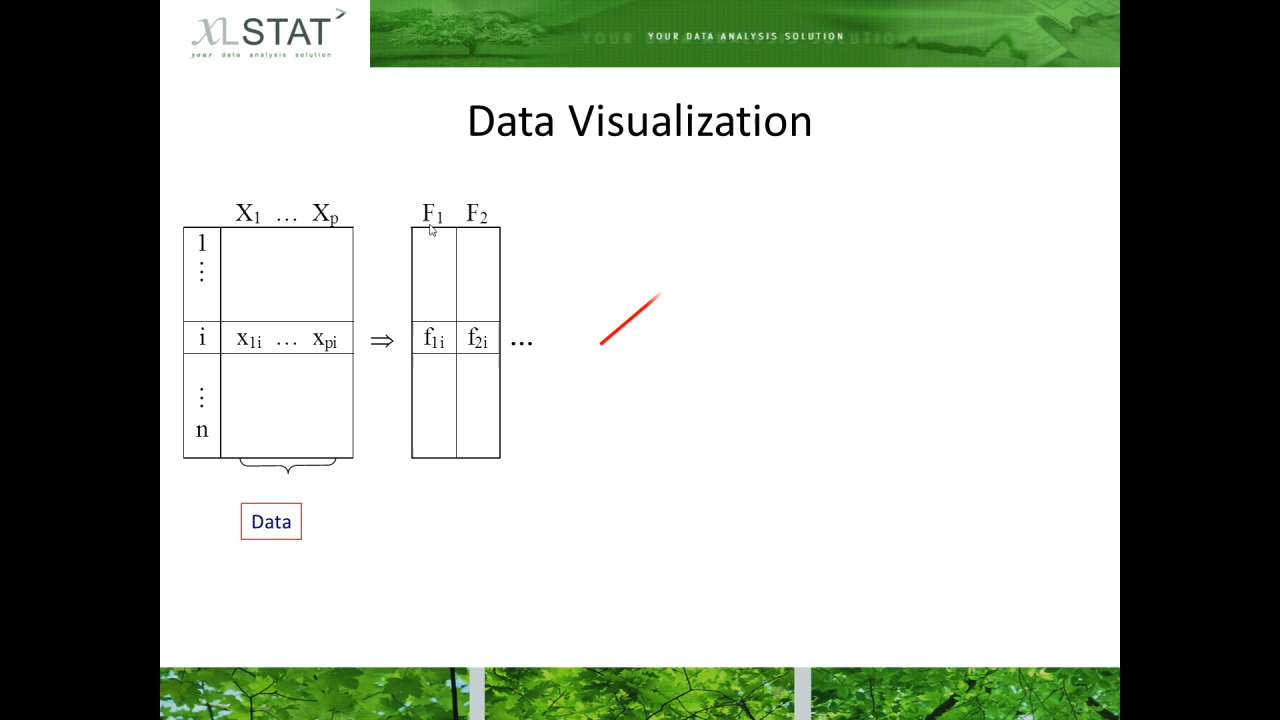 XLSTAT
your data analysis solution
YOUR DATA ANALYSIS SOLUTION
Data Visualization
X1 … Xp
F1 F2
1
⋮
i x1i … xpi ⇒ f1i f2i …
⋮
n
Data